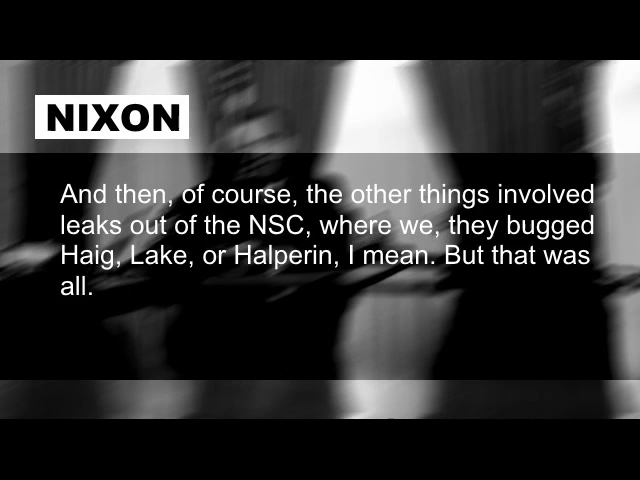 NIXON
And then, of course, the other things involved
leaks out of the NSC, where we, they bugged
Haig, Lake, or Halperin, I mean. But that was
all.